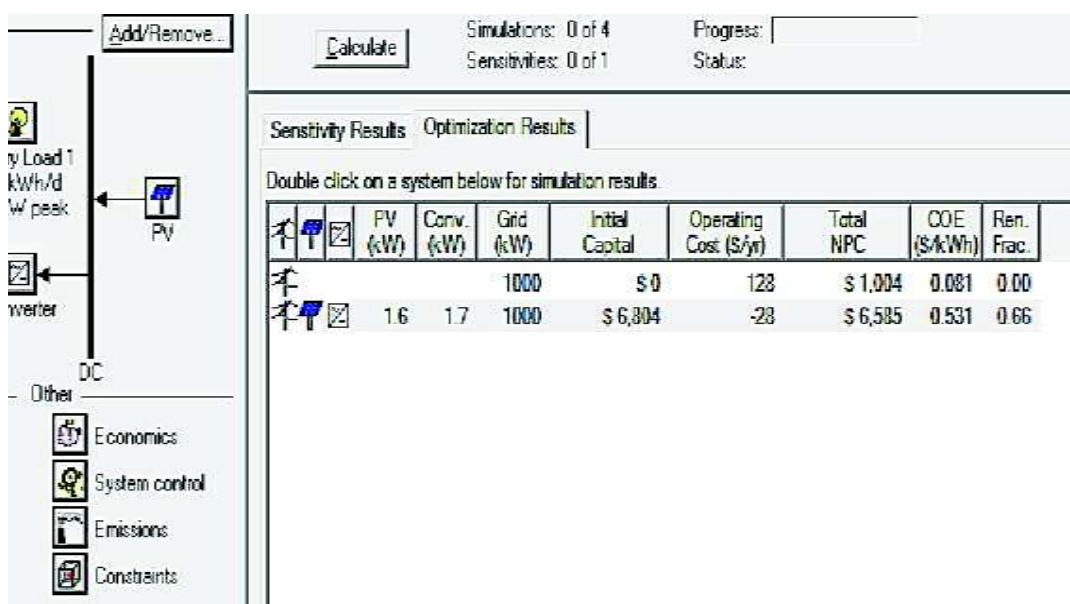 Add/Remove...
Calculate
Simulations: 0 of 4
Progress:
Sensitivities: 0 of 1
Status:
Sensitivity Results
Optimization Results
y Load 1
kWh/d
W peak
PV
verter
DC
Double click on a system below for simulation results.
PV (kW) Conv. (kW) Grid (kW) Initial Capital Operating Cost ($/yr) Total NPC COE ($/kWh) Ren. Frac.
1000 $ 0 128 $ 1,004 0.081 0.00
1.6 1.7 1000 $ 6,804 -28 $ 6,585 0.531 0.66
Other
Economics
System control
Emissions
Constraints